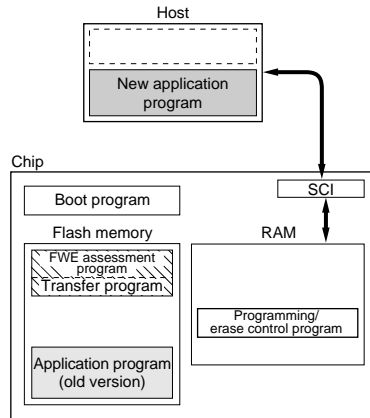 Host
New application
program
Chip
SCI
Boot program
Flash memory
RAM
FWE assessment
program
Transfer program
Programming/
erase control program
Application program
(old version)